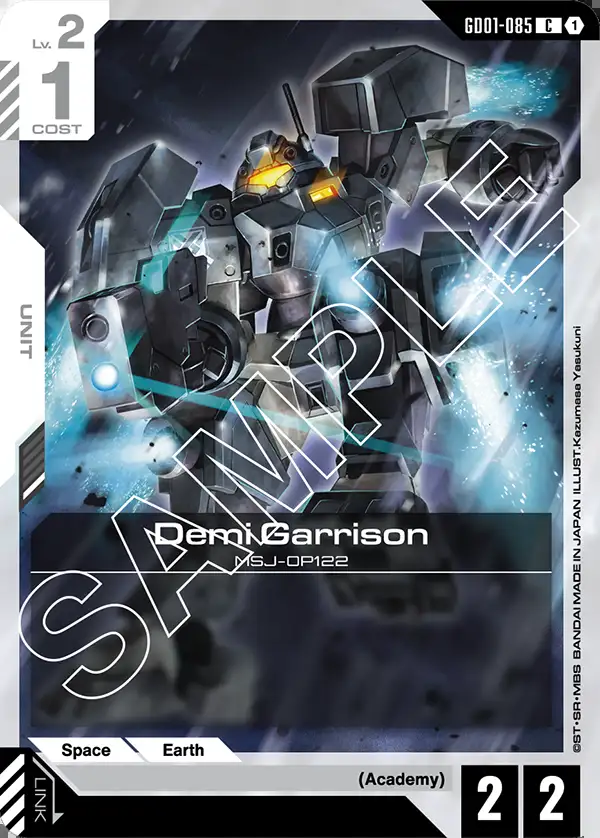 GD01-085 C 1
Lv. 2
1
COST
UNIT
SAMPLE
Demi Garrison
MSJ-OP122
©ST・SR・MBS BANDAI MADE IN JAPAN ILLUST.Kazumasa Yasukuni
Space Earth
LINK
(Academy)
2 2